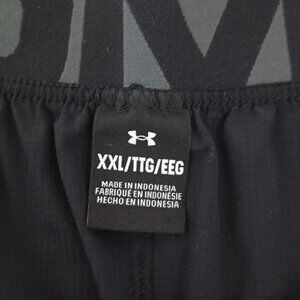 XXL/TTG/EEG
MADE IN INDONESIA
FABRIQUÉ EN INDONÉSIE
HECHO EN INDONESIA